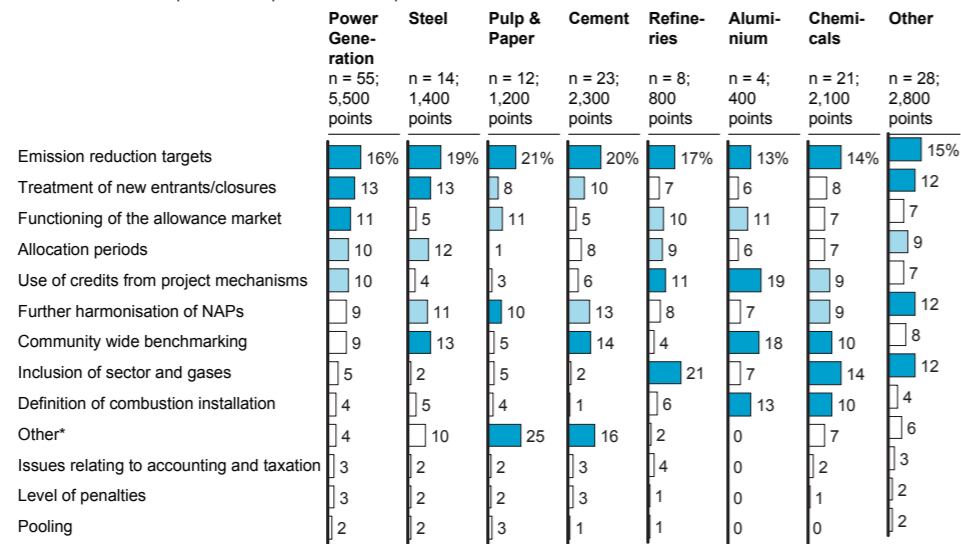 Power Gene- ration Steel Pulp & Paper Cement Refine- ries Alumi- nium Chemi- cals Other
n = 55; 5,500 points n = 14; 1,400 points n = 12; 1,200 points n = 23; 2,300 points n = 8; 800 points n = 4; 400 points n = 21; 2,100 points n = 28; 2,800 points
Emission reduction targets 16% 19% 21% 20% 17% 13% 14% 15%
Treatment of new entrants/closures 13 13 8 10 7 6 8 12
Functioning of the allowance market 11 5 11 5 10 11 7 7
Allocation periods 10 12 1 8 9 6 7 9
Use of credits from project mechanisms 10 4 3 6 11 19 9 7
Further harmonisation of NAPs 9 11 10 13 8 7 9 12
Community wide benchmarking 9 13 5 14 4 18 10 8
Inclusion of sector and gases 5 2 5 2 21 7 14 12
Definition of combustion installation 4 5 4 1 6 13 10 4
Other* 4 10 25 16 2 0 7 6
Issues relating to accounting and taxation 3 2 2 3 4 0 2 3
Level of penalties 3 2 2 3 1 0 1 2
Pooling 2 2 3 1 1 0 0 2